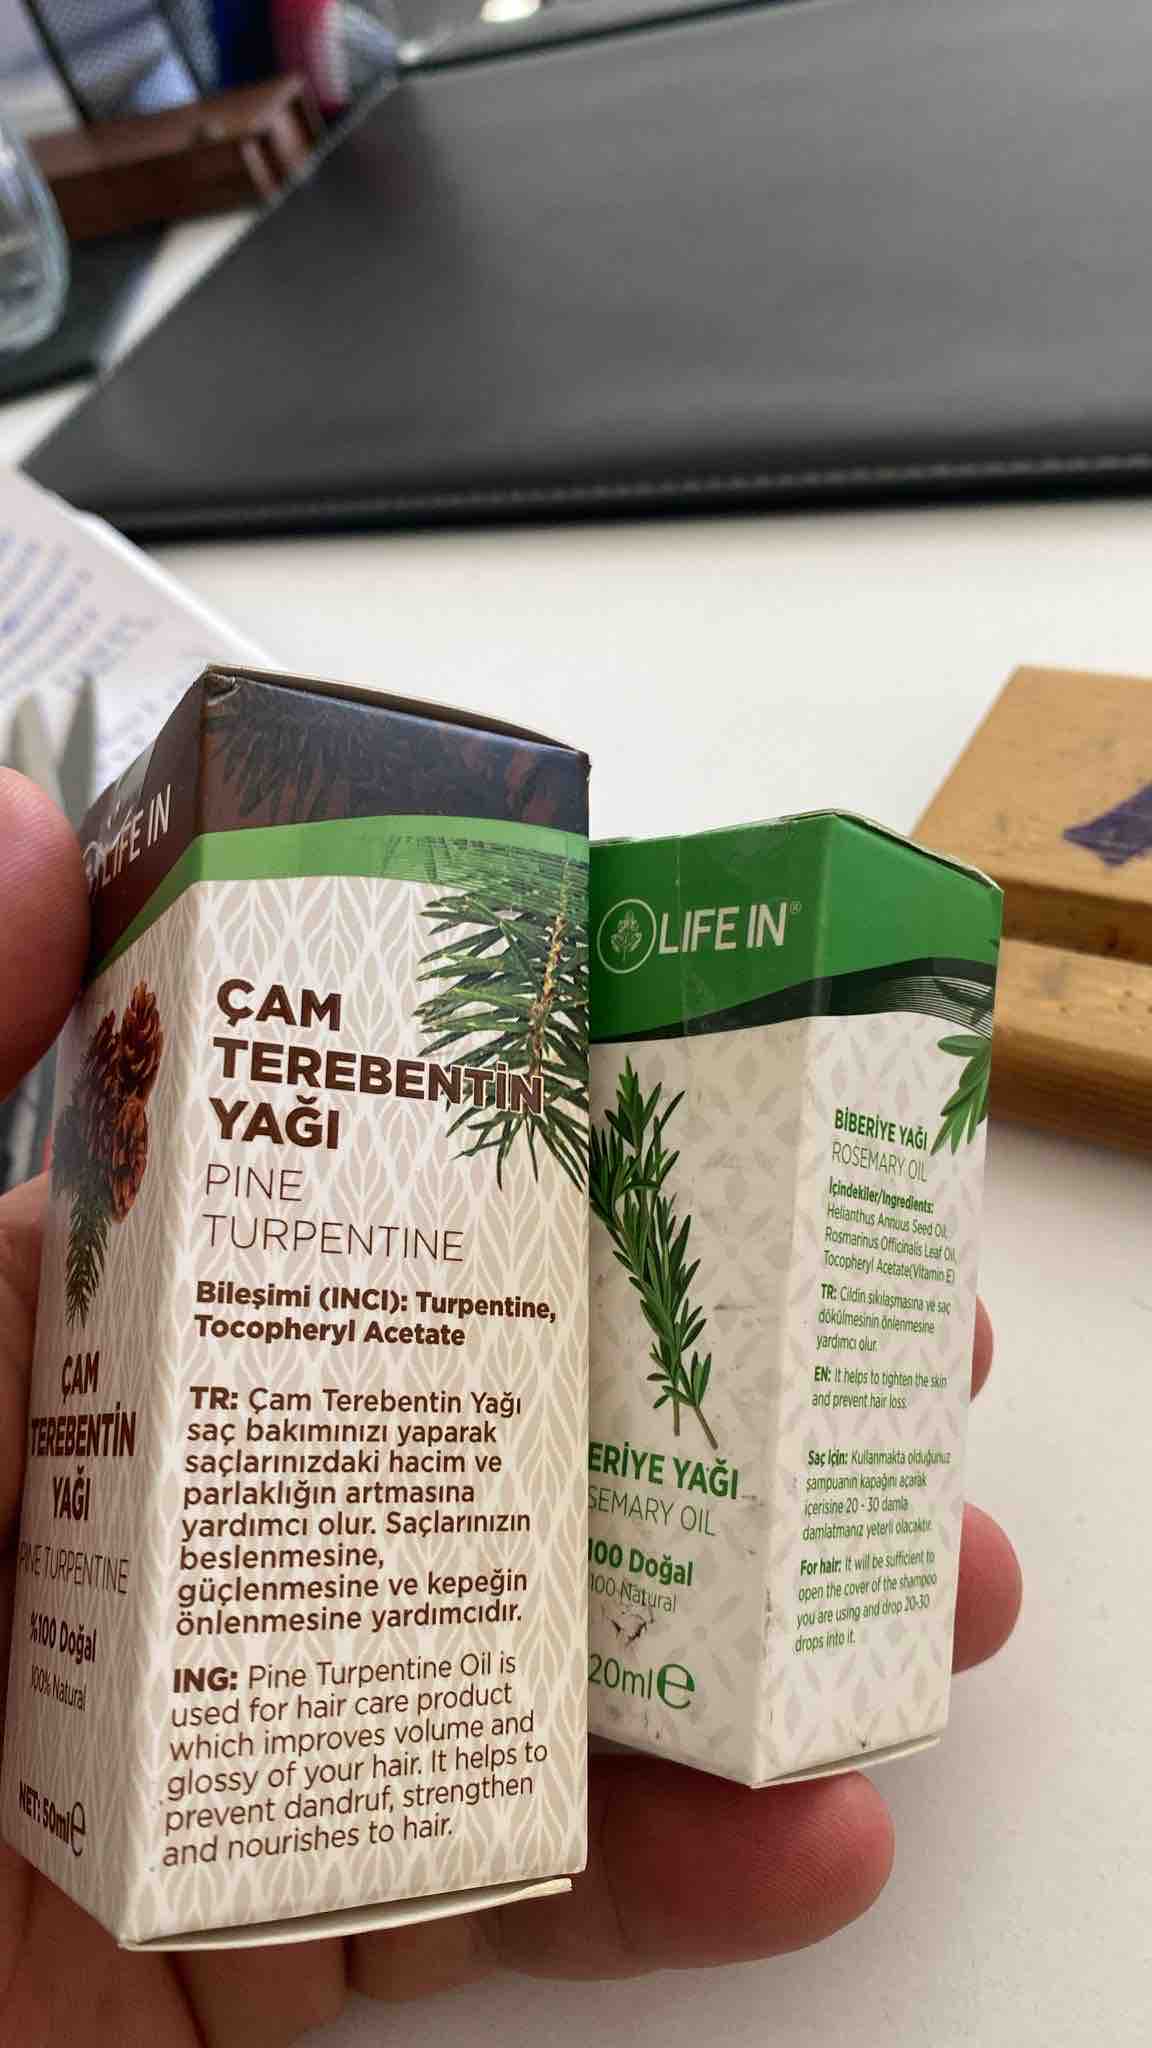 LIFE IN
ÇAM
TEREBENTİN
YAĞI
PINE
TURPENTINE
Bileşimi (INCI): Turpentine,
Tocopheryl Acetate
TR: Çam Terebentin Yağı
saç bakımınızı yaparak
saçlarınızdaki hacim ve
parlaklığın artmasına
yardımcı olur. Saçlarınızın
beslenmesine,
güçlenmesine ve kepeğin
önlenmesine yardımcıdır.
ING: Pine Turpentine Oil is
used for hair care product
which improves volume and
glossy of your hair. It helps to
prevent dandruf, strengthen
and nourishes to hair.
ÇAM
TEREBENTİN
YAĞI
PINE TURPENTINE
%100 Doğal
100% Natural
NET: 50ml e
LIFE IN®
ERİYE YAĞI
SEMARY OIL
100 Doğal
100 Natural
20ml e
BİBERİYE YAĞI
ROSEMARY OIL
İçindekiler/Ingredients:
Helianthus Annuus Seed Oil,
Rosmarinus Officinalis Leaf Oil,
Tocopheryl Acetate(Vitamin E)
TR: Cildin sıkılaşmasına ve saç
dökülmesinin önlenmesine
yardımcı olur.
EN: It helps to tighten the skin
and prevent hair loss.
Saç için: Kullanmakta olduğunuz
şampuanın kapağını açarak
içerisine 20 - 30 damla
damlatmanız yeterli olacaktır.
For hair: It will be sufficient to
open the cover of the shampoo
you are using and drop 20-30
drops into it.